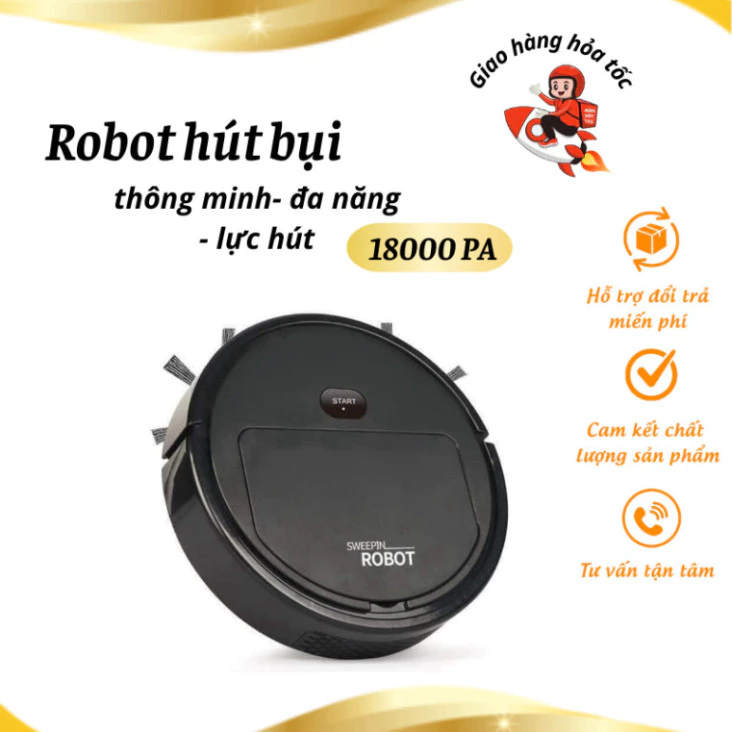 Giao hàng hỏa tốc
Robot hút bụi
thông minh- đa năng
- lực hút
18000 PA
Hỗ trợ đổi trả
miến phí
Cam kết chất
lượng sản phẩm
Tư vấn tận tâm
START
SWEEPIN
ROBOT